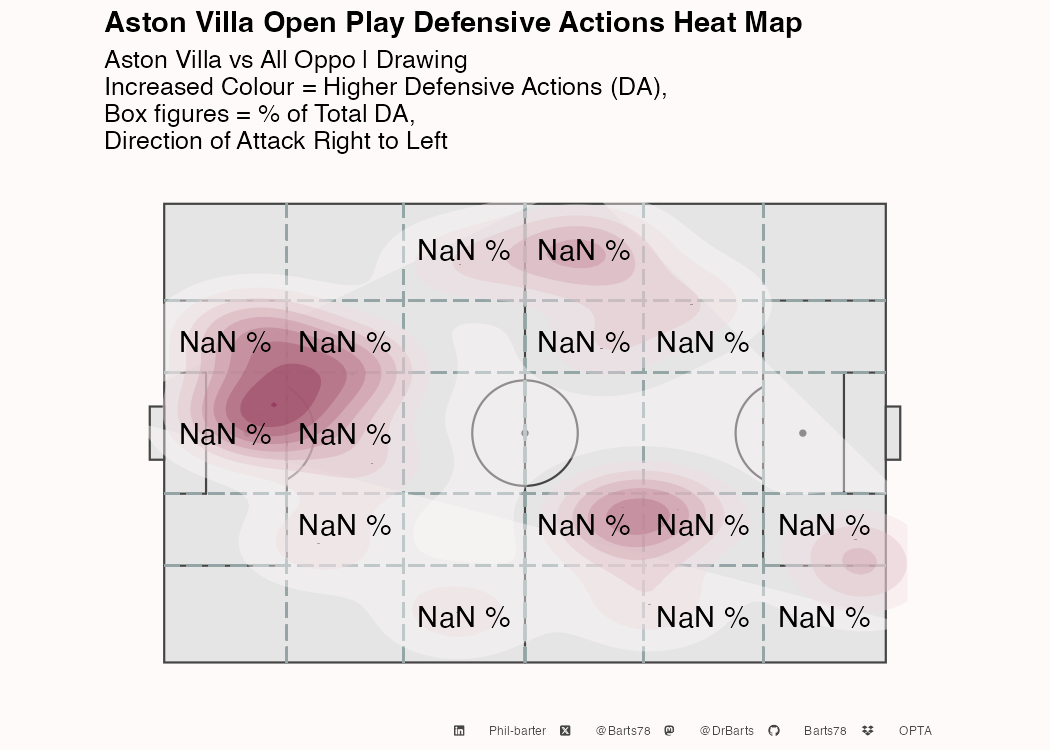 Aston Villa Open Play Defensive Actions Heat Map
Aston Villa vs All Oppo | Drawing
Increased Colour = Higher Defensive Actions (DA),
Box figures = % of Total DA,
Direction of Attack Right to Left
NaN % NaN %
NaN % NaN % NaN % NaN %
NaN % NaN %
NaN % NaN % NaN % NaN %
NaN % NaN % NaN %
Phil-barter @Barts78 @DrBarts Barts78 OPTA